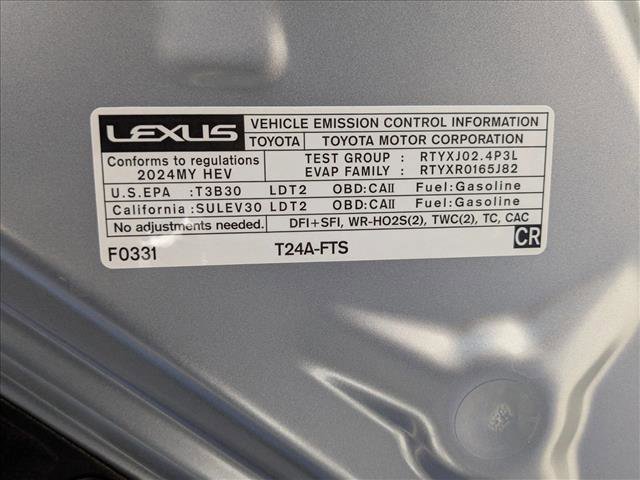 LEXUS VEHICLE EMISSION CONTROL INFORMATION
TOYOTA TOYOTA MOTOR CORPORATION
Conforms to regulations TEST GROUP : RTYXJ02.4P3L
2024MY HEV EVAP FAMILY : RTYXR0165J82
U.S.EPA :T3B30 LDT2 OBD:CAII Fuel:Gasoline
California :SULEV30 LDT2 OBD:CAII Fuel:Gasoline
No adjustments needed. DFI+SFI, WR-HO2S(2), TWC(2), TC, CAC
F0331 T24A-FTS CR